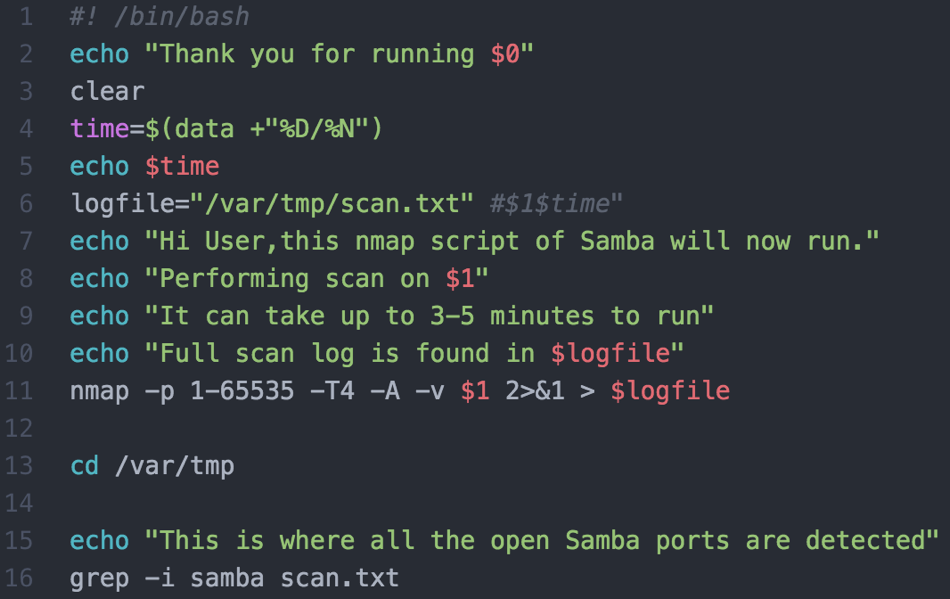 1 #! /bin/bash
2 echo "Thank you for running $0"
3 clear
4 time=$(data +"%D/%N")
5 echo $time
6 logfile="/var/tmp/scan.txt" #$1$time"
7 echo "Hi User,this nmap script of Samba will now run."
8 echo "Performing scan on $1"
9 echo "It can take up to 3-5 minutes to run"
10 echo "Full scan log is found in $logfile"
11 nmap -p 1-65535 -T4 -A -v $1 2>&1 > $logfile
12
13 cd /var/tmp
14
15 echo "This is where all the open Samba ports are detected"
16 grep -i samba scan.txt